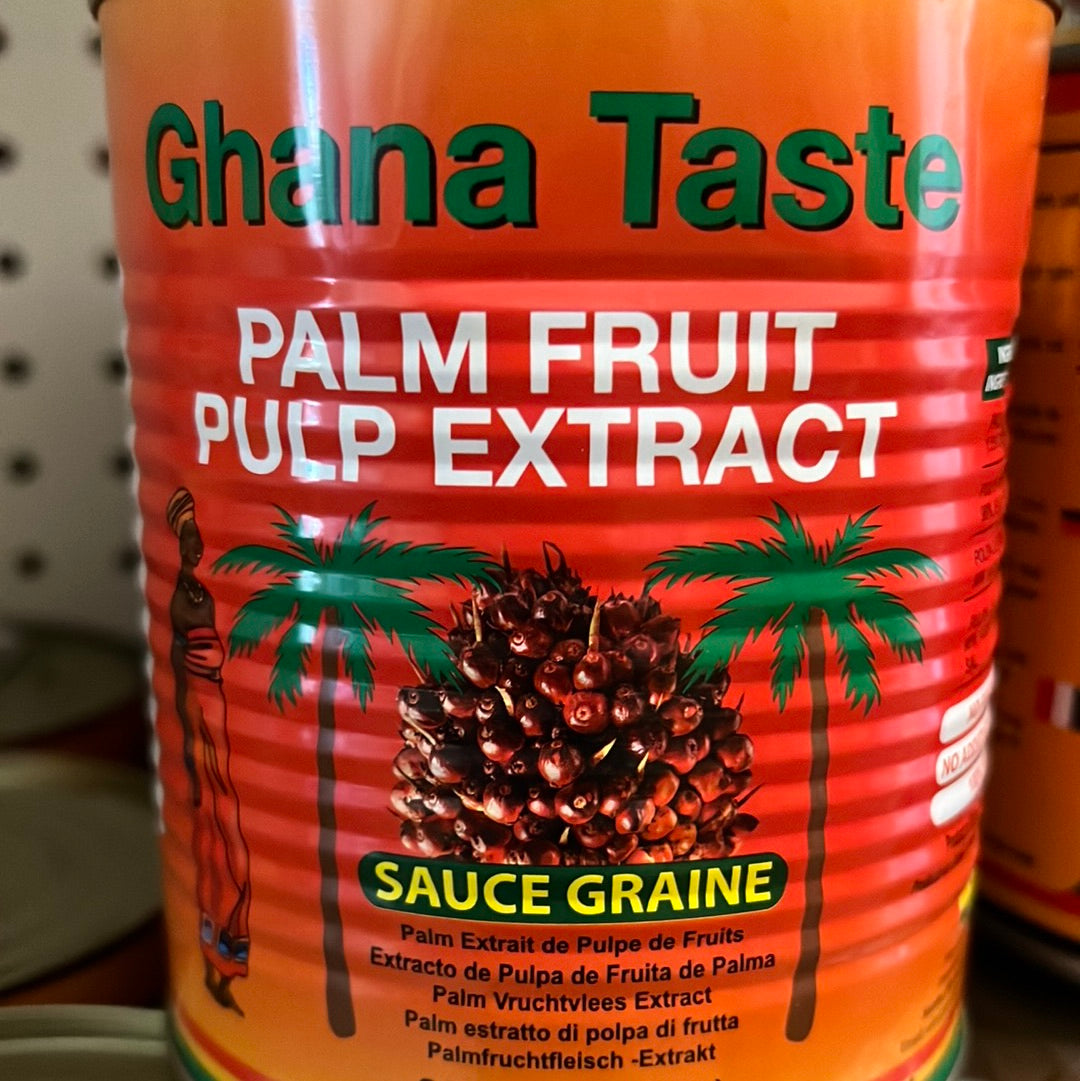 Ghana Taste
PALM FRUIT
PULP EXTRACT
SAUCE GRAINE
Palm Extrait de Pulpe de Fruits
Extracto de Pulpa de Fruita de Palma
Palm Vruchtvlees Extract
Palm estratto di polpa di frutta
Palmfruchtfleisch -Extrakt
NO